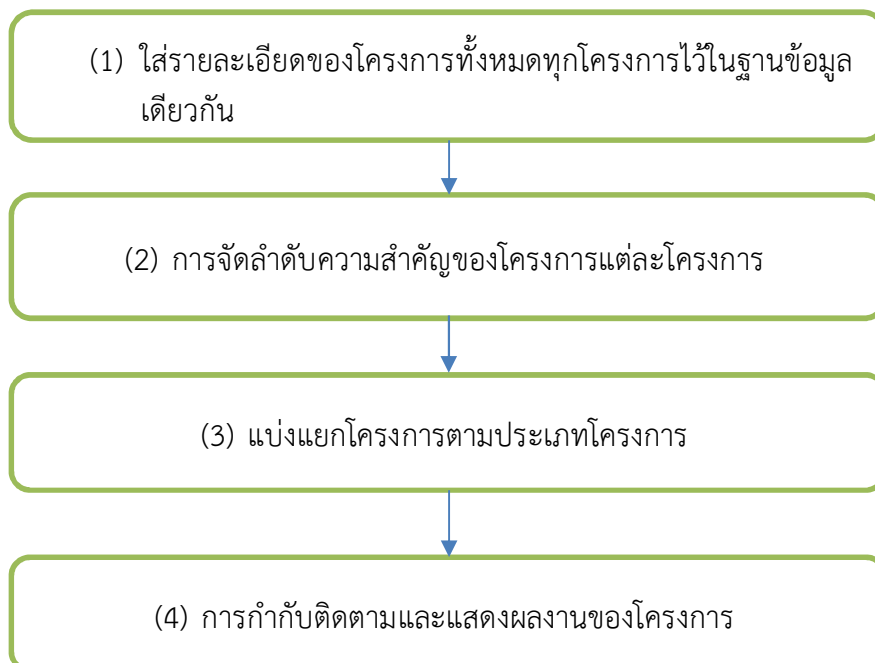 (1) ใส่รายละเอียดของโครงการทั้งหมดทุกโครงการไว้ในฐานข้อมูล
เดียวกัน
(2) การจัดลำดับความสำคัญของโครงการแต่ละโครงการ
(3) แบ่งแยกโครงการตามประเภทโครงการ
(4) การกำกับติดตามและแสดงผลงานของโครงการ